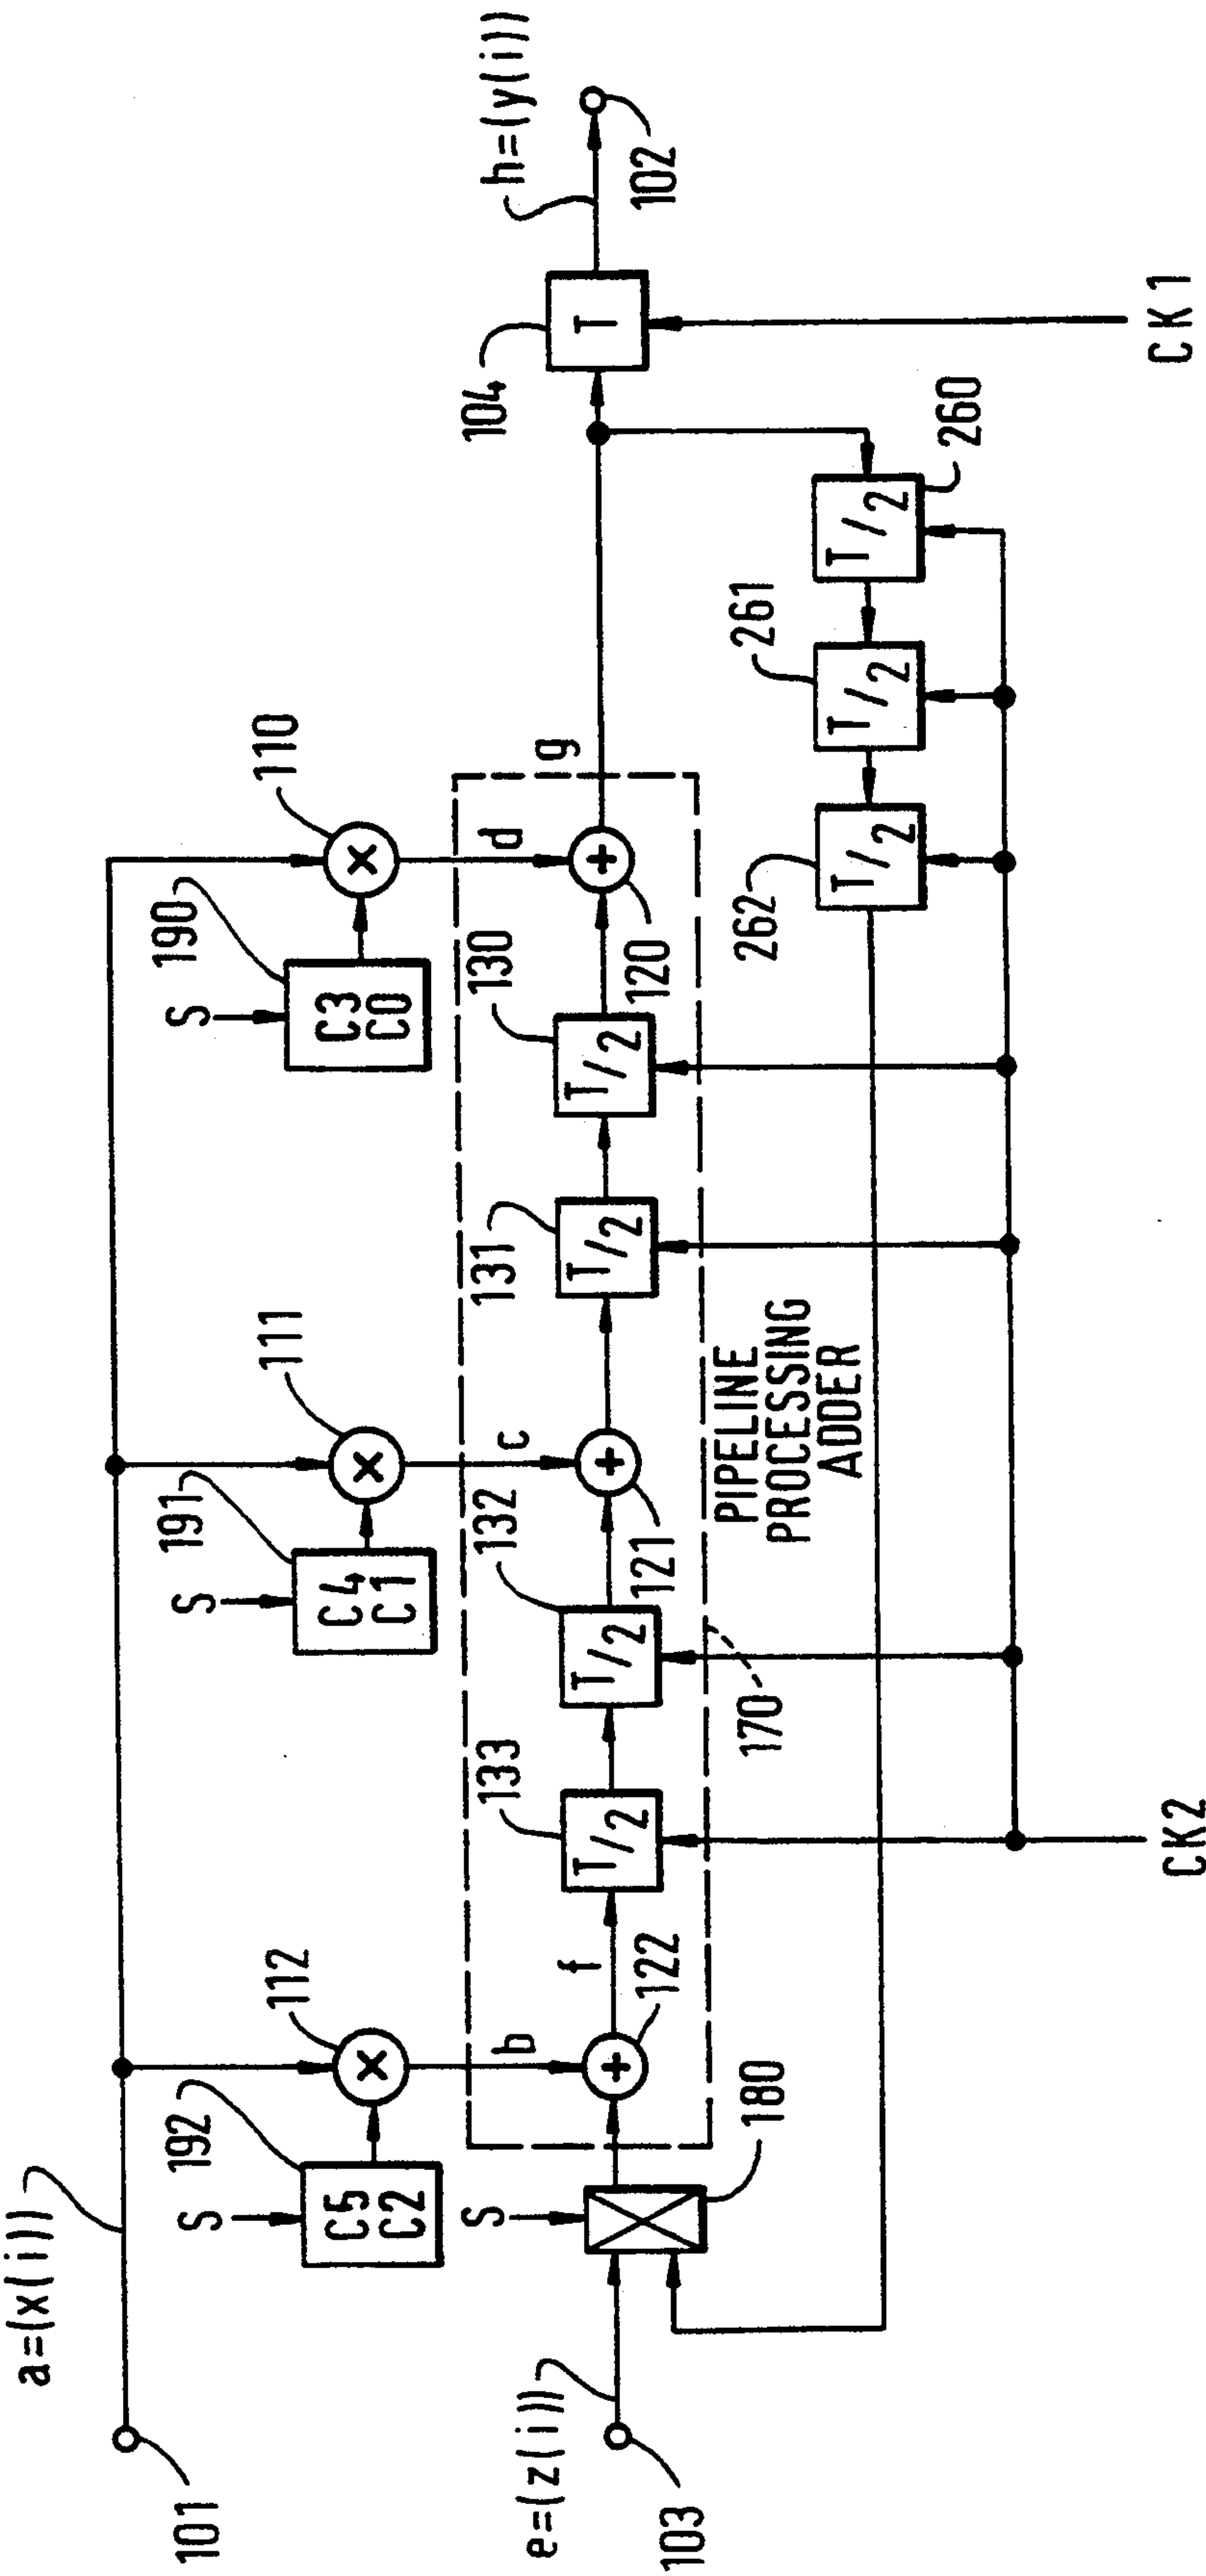 a=(x(i))
101
S
192
C5
C2
112
b
S
191
C4
C1
111
c
S
190
C3
C0
110
d
e=(z(i))
103
S
180
122
f
133
T/2
132
T/2
121
131
T/2
130
T/2
120
g
104
T
h=(y(i))
102
170
PIPELINE
PROCESSING
ADDER
262
T/2
261
T/2
260
T/2
CK2
CK1